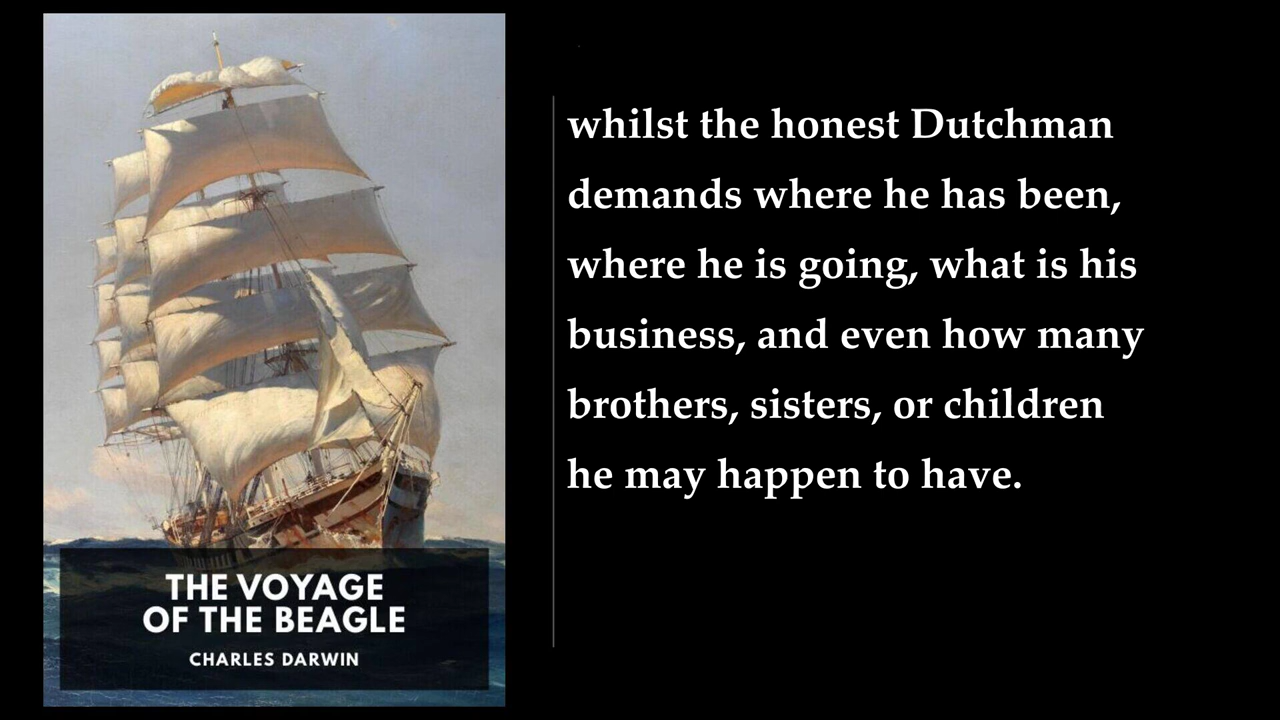 whilst the honest Dutchman
demands where he has been,
where he is going, what is his
business, and even how many
brothers, sisters, or children
he may happen to have.
THE VOYAGE
OF THE BEAGLE
CHARLES DARWIN